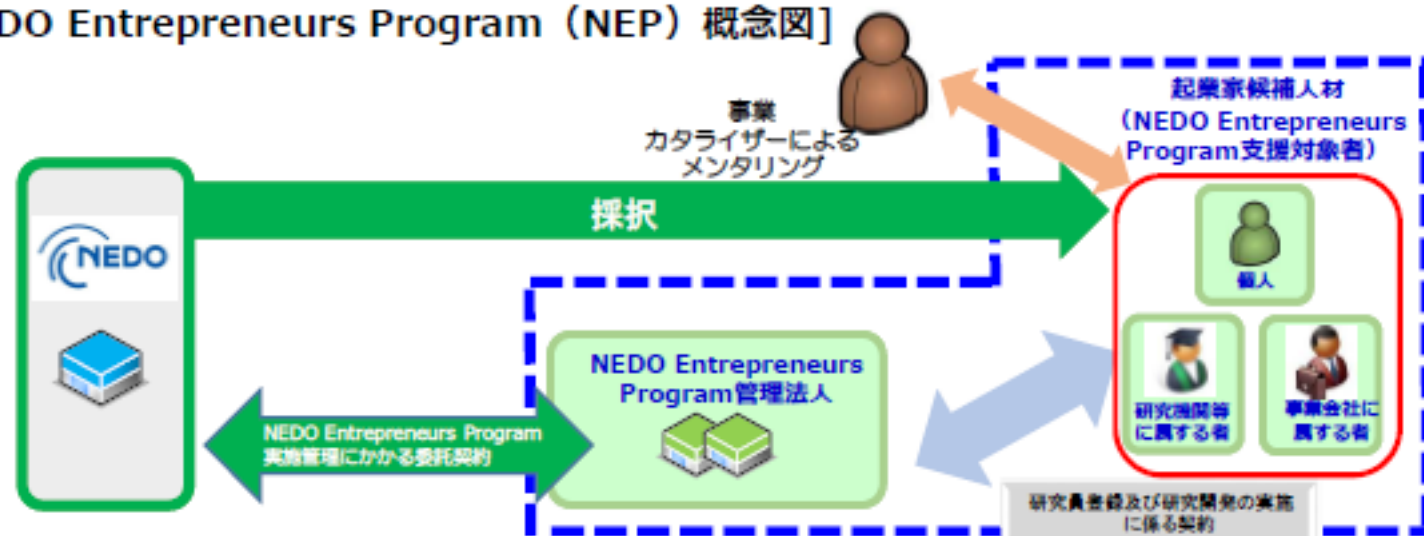 DO Entrepreneurs Program（NEP）概念図]
事業
カタライザーによる
メンタリング
起業家候補人材
（NEDO Entrepreneurs
Program支援対象者）
採択
NEDO
個人
NEDO Entrepreneurs
Program管理法人
研究機関等
に属する者
事業会社に
属する者
NEDO Entrepreneurs Program
実施管理にかかる委託契約
研究員登録及び研究開発の実施
に係る契約